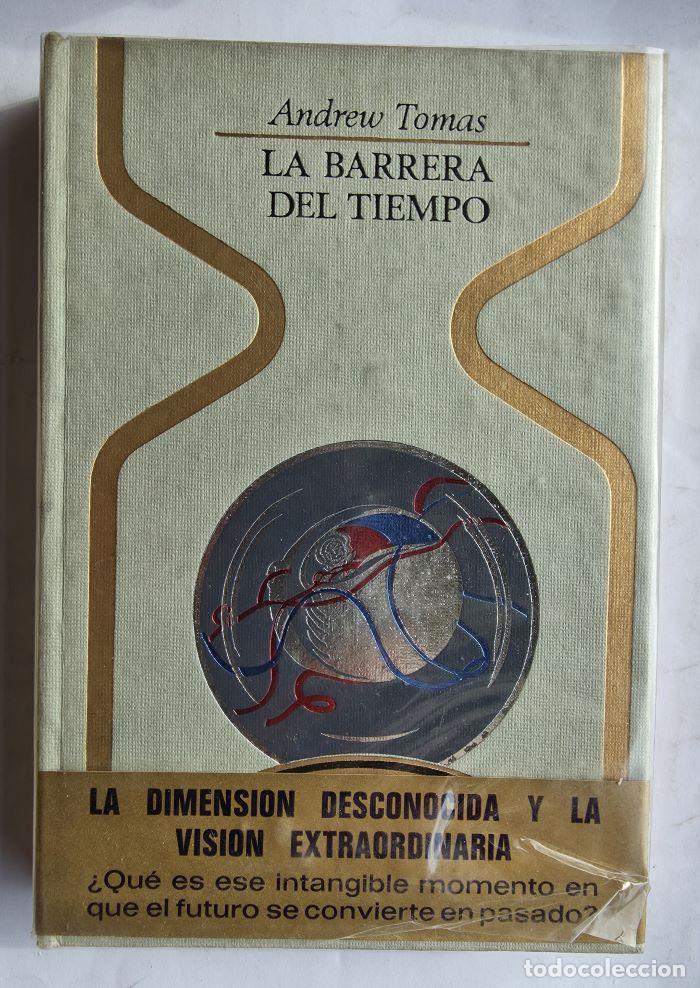 Andrew Tomas
LA BARRERA
DEL TIEMPO
LA DIMENSION DESCONOCIDA Y LA
VISION EXTRAORDINARIA
¿Qué es ese intangible momento en
que el futuro se convierte en pasado?
todocoleccion